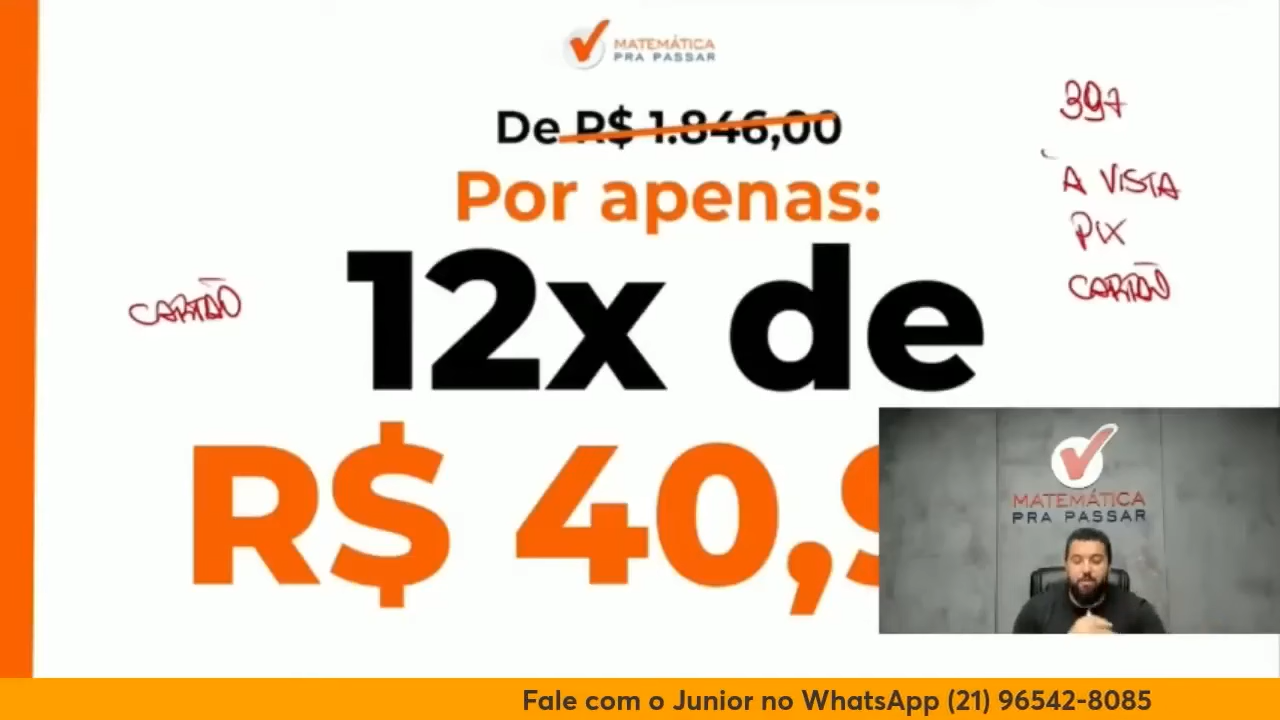 MATEMÁTICA
PRA PASSAR
De R$ 1.846,00
Por apenas:
12x de
R$ 40,9
397
A VISTA
PIX
CARTÃO
CARTÃO
MATEMÁTICA
PRA PASSAR
Fale com o Junior no WhatsApp (21) 96542-8085